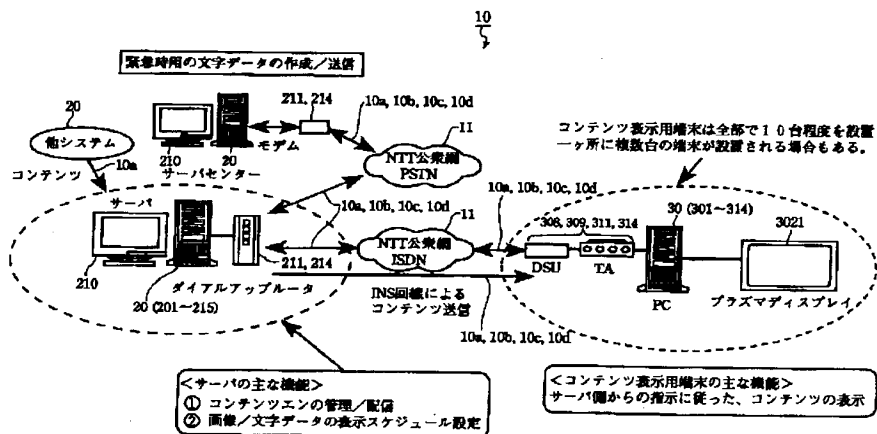 10
緊急時用の文字データの作成/送信
211, 214
10a, 10b, 10c, 10d
11
20
他システム
10a
コンテンツ
210
20
モデム
サーバセンター
NTT公衆網
PSTN
コンテンツ表示用端末は全部で10台程度を設置
一ヶ所に複数台の端末が設置される場合もある。
サーバ
10a, 10b, 10c, 10d
11
10a, 10b, 10c, 10d
308, 309, 311, 314
30 (301〜314)
3021
210
211, 214
NTT公衆網
ISDN
DSU
TA
PC
プラズマディスプレイ
ダイアルアップルータ
20 (201〜215)
INS回線による
コンテンツ送信
10a, 10b, 10c, 10d
<サーバの主な機能>
① コンテンツエンの管理/配信
② 画像/文字データの表示スケジュール設定
<コンテンツ表示用端末の主な機能>
サーバ側からの指示に従った、コンテンツの表示